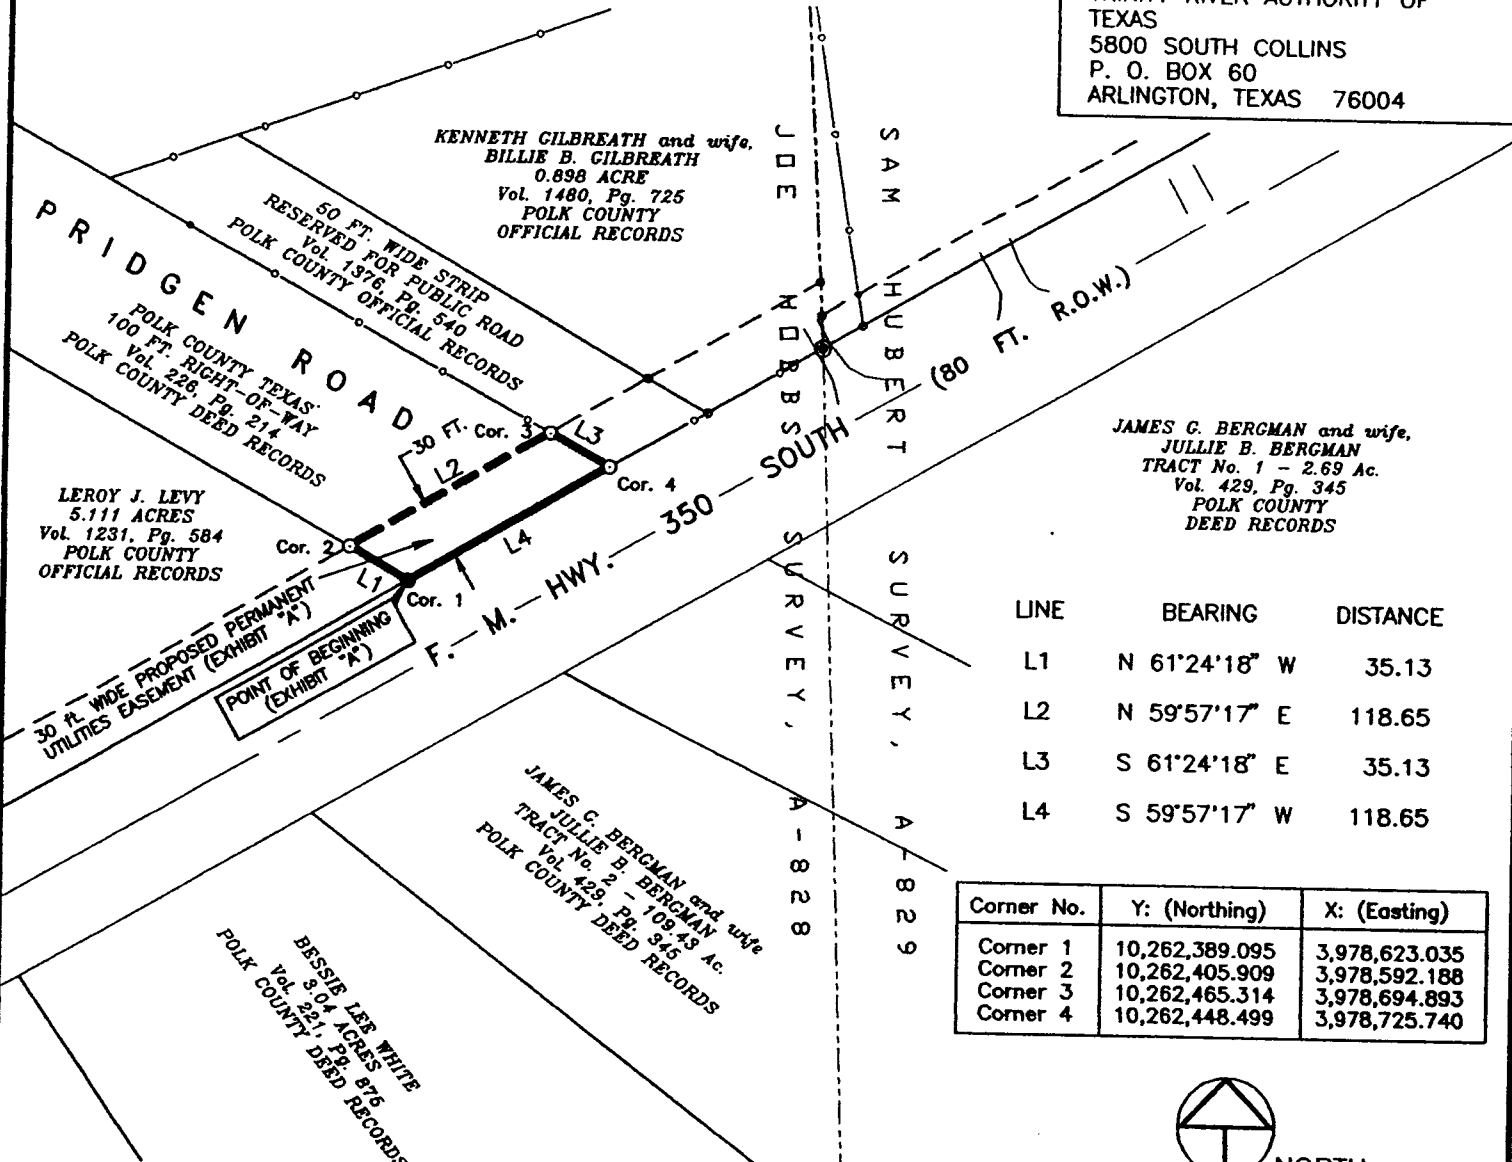 TEXAS
5800 SOUTH COLLINS
P. O. BOX 60
ARLINGTON, TEXAS 76004
KENNETH GILBREATH and wife,
BILLIE B. GILBREATH
0.898 ACRE
Vol. 1480, Pg. 725
POLK COUNTY
OFFICIAL RECORDS
50 FT. WIDE STRIP
RESERVED FOR PUBLIC ROAD
Vol. 1376, Pg. 540
POLK COUNTY OFFICIAL RECORDS
PRIDGEN ROAD
POLK COUNTY TEXAS
100 FT. RIGHT-OF-WAY
Vol. 226, Pg. 214
POLK COUNTY DEED RECORDS
LEROY J. LEVY
5.111 ACRES
Vol. 1231, Pg. 584
POLK COUNTY
OFFICIAL RECORDS
30 FT.
Cor. 3
L3
L2
Cor. 4
Cor. 2
L4
L1
Cor. 1
30 ft. WIDE PROPOSED PERMANENT
UTILITIES EASEMENT (EXHIBIT "A")
POINT OF BEGINNING
(EXHIBIT "A")
F. M. HWY. 350 SOUTH (80 FT. R.O.W.)
JOE NOBBS SURVEY, A-828
SAM HUBERT SURVEY, A-829
JAMES G. BERGMAN and wife,
JULLIE B. BERGMAN
TRACT No. 1 - 2.69 Ac.
Vol. 429, Pg. 345
POLK COUNTY
DEED RECORDS
LINE BEARING DISTANCE
L1 N 61°24'18" W 35.13
L2 N 59°57'17" E 118.65
L3 S 61°24'18" E 35.13
L4 S 59°57'17" W 118.65
JAMES G. BERGMAN and wife
JULLIE B. BERGMAN
TRACT No. 2 - 109.43 Ac.
Vol. 429, Pg. 345
POLK COUNTY DEED RECORDS
BESSIE LEE WHITE
3.04 ACRES
Vol. 221, Pg. 875
POLK COUNTY DEED RECORDS
Corner No. Y: (Northing) X: (Easting)
Corner 1 10,262,389.095 3,978,623.035
Corner 2 10,262,405.909 3,978,592.188
Corner 3 10,262,465.314 3,978,694.893
Corner 4 10,262,448.499 3,978,725.740